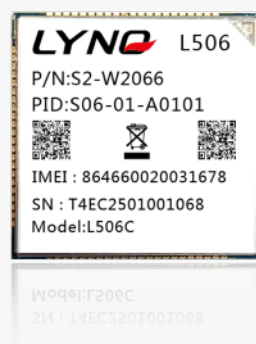 LYNQ L506
P/N:S2-W2066
PID:S06-01-A0101
IMEI : 864660020031678
SN : T4EC2501001068
Model:L506C